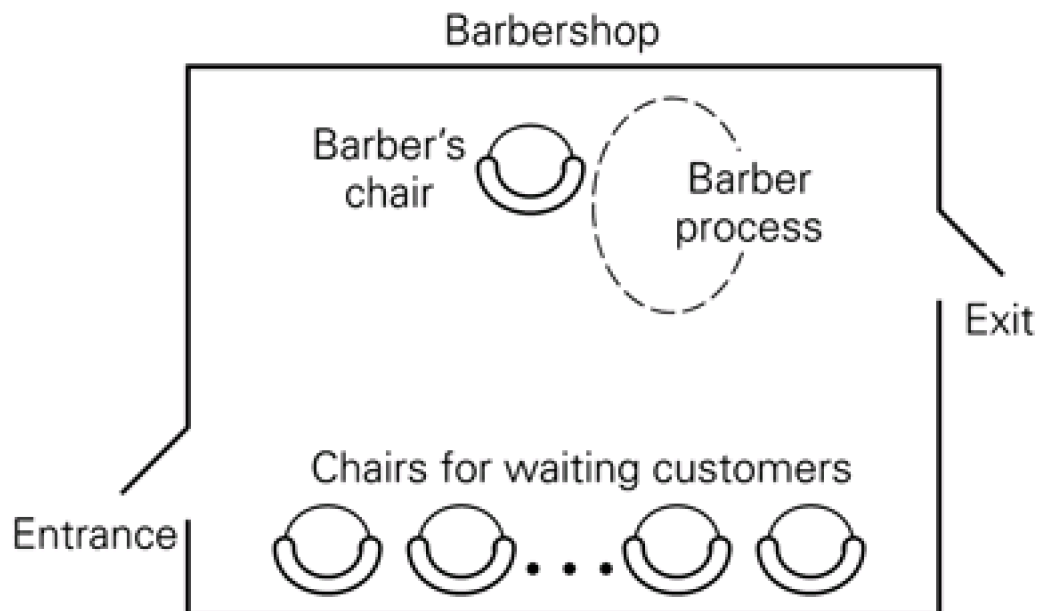 Barbershop
Barber's
chair
Barber
process
Exit
Chairs for waiting customers
Entrance